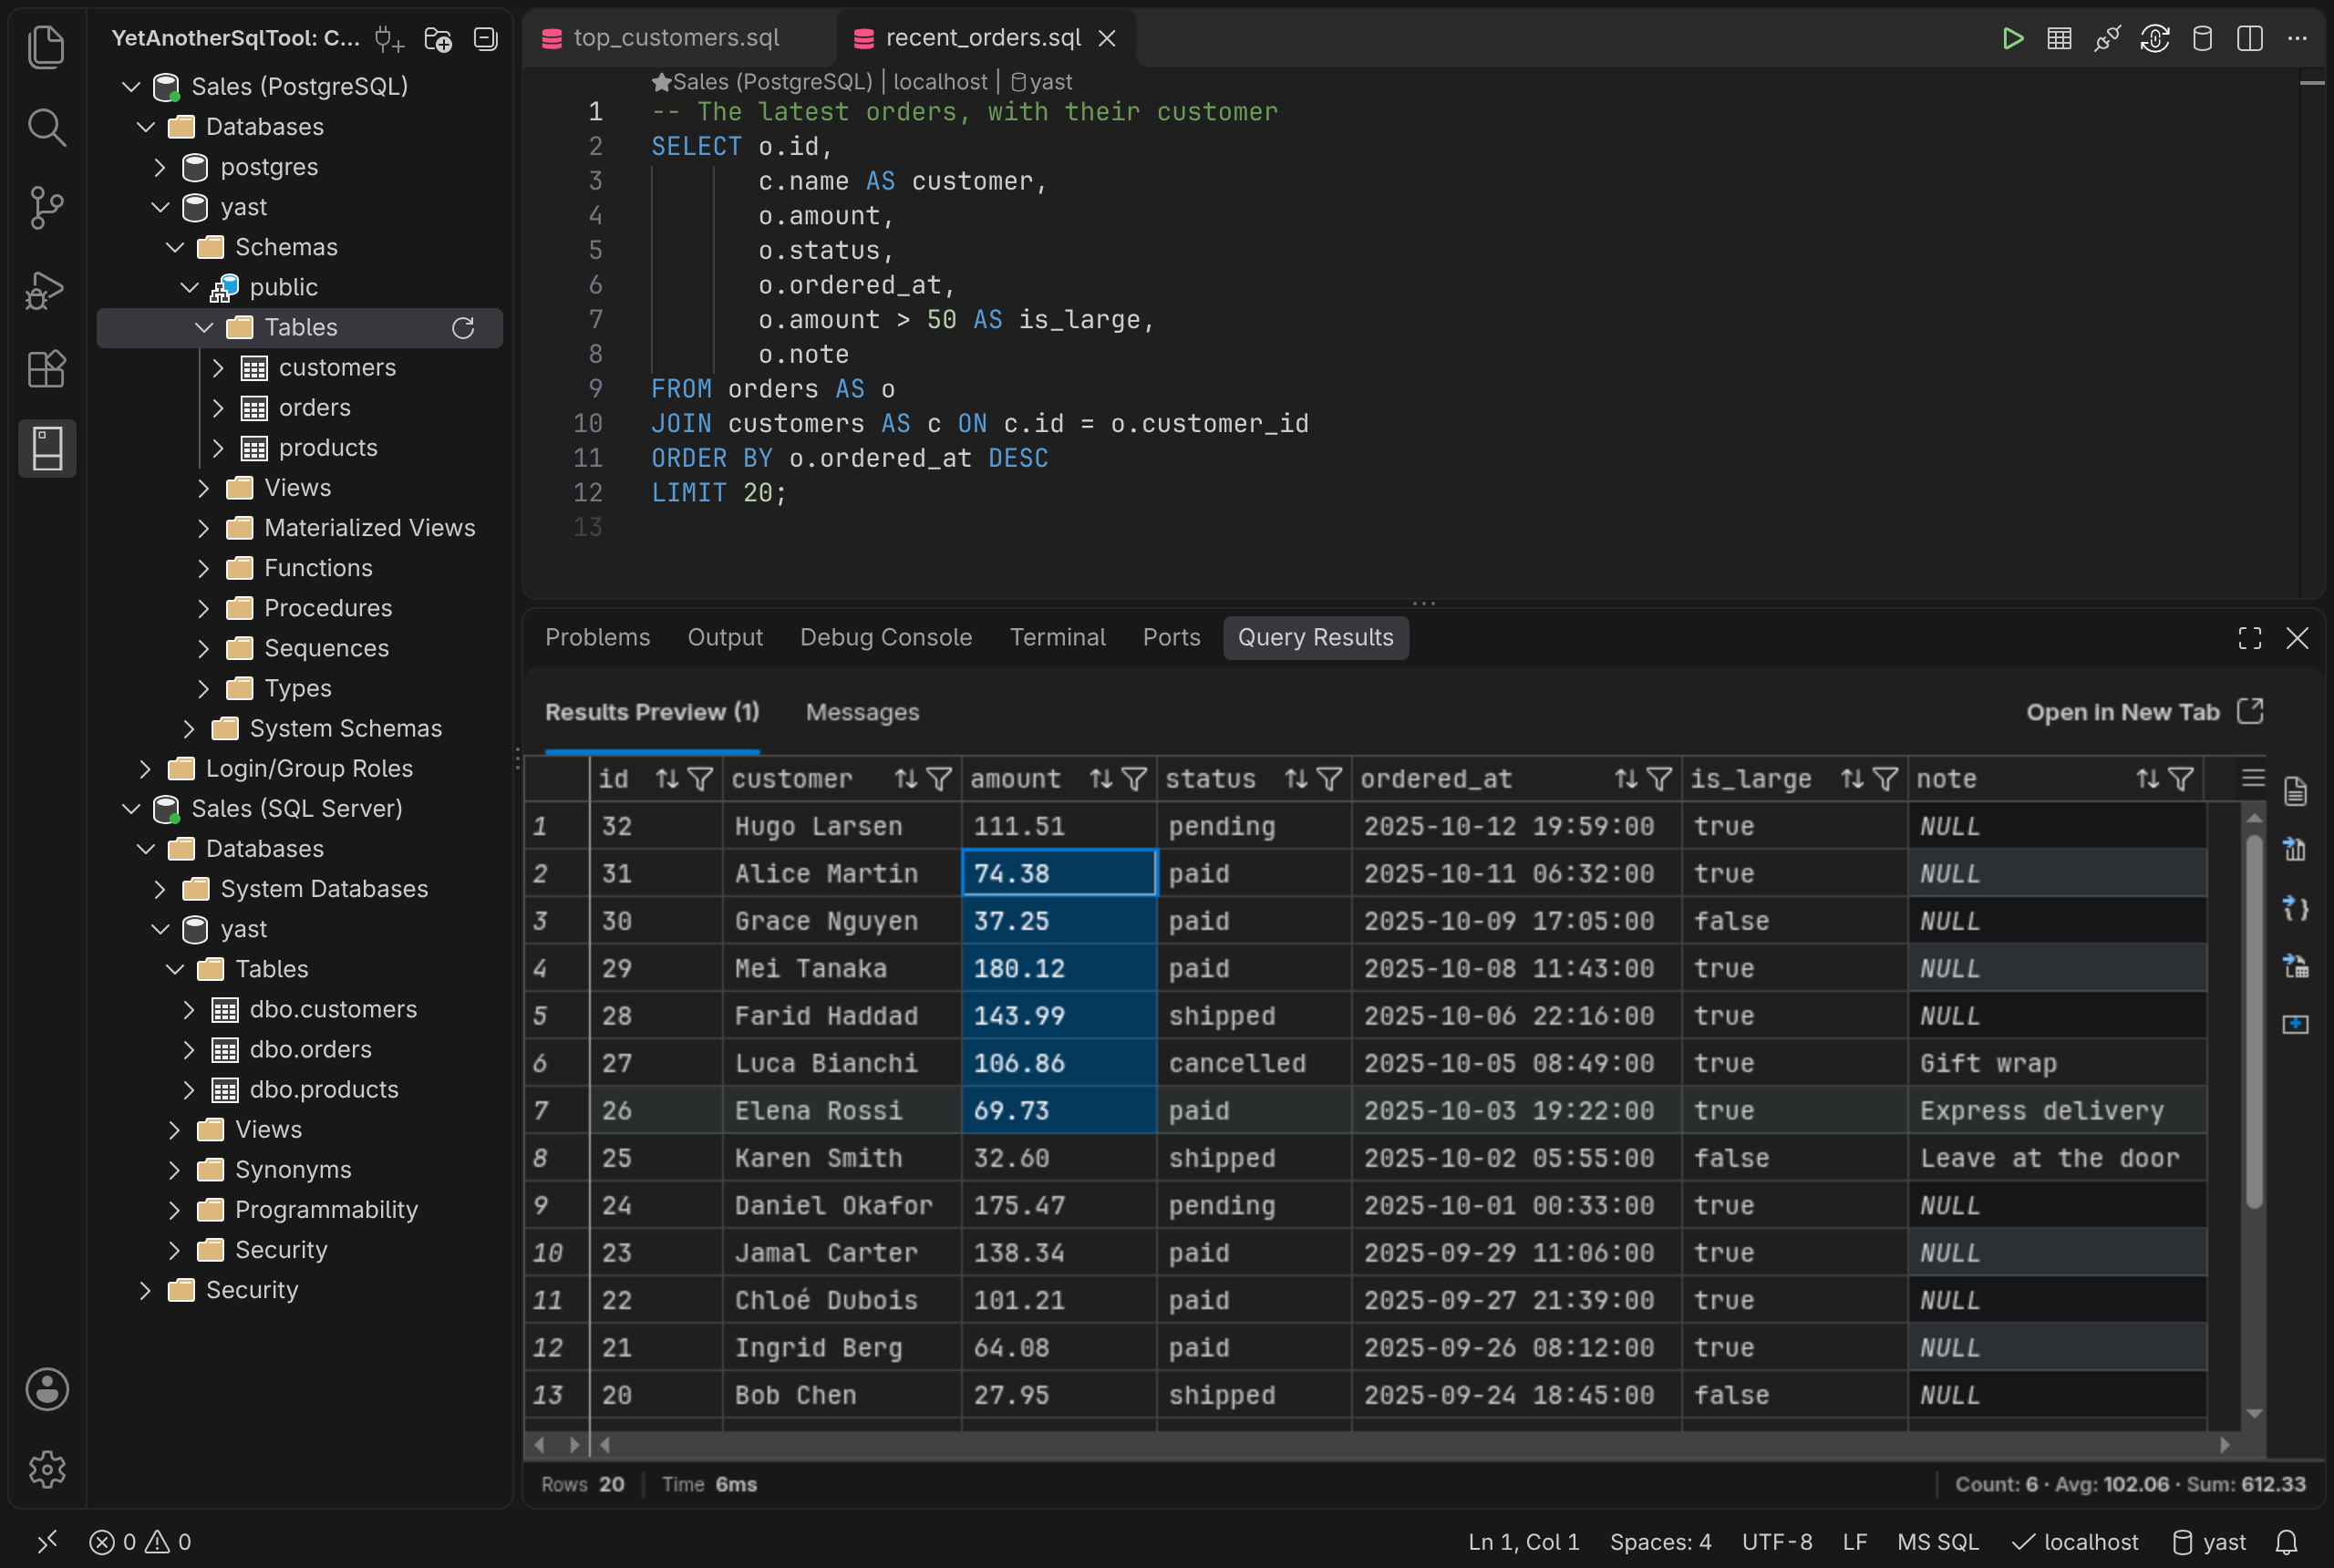 YetAnotherSqlTool: C...
Sales (PostgreSQL)
Databases
postgres
yast
Schemas
public
Tables
customers
orders
products
Views
Materialized Views
Functions
Procedures
Sequences
Types
System Schemas
Login/Group Roles
Sales (SQL Server)
Databases
System Databases
yast
Tables
dbo.customers
dbo.orders
dbo.products
Views
Synonyms
Programmability
Security
Security
top_customers.sql recent_orders.sql
Sales (PostgreSQL) | localhost | yast
1 -- The latest orders, with their customer
2 SELECT o.id,
3 c.name AS customer,
4 o.amount,
5 o.status,
6 o.ordered_at,
7 o.amount > 50 AS is_large,
8 o.note
9 FROM orders AS o
10 JOIN customers AS c ON c.id = o.customer_id
11 ORDER BY o.ordered_at DESC
12 LIMIT 20;
13
Problems Output Debug Console Terminal Ports Query Results
Results Preview (1) Messages Open in New Tab
id customer amount status ordered_at is_large note
1 32 Hugo Larsen 111.51 pending 2025-10-12 19:59:00 true NULL
2 31 Alice Martin 74.38 paid 2025-10-11 06:32:00 true NULL
3 30 Grace Nguyen 37.25 paid 2025-10-09 17:05:00 false NULL
4 29 Mei Tanaka 180.12 paid 2025-10-08 11:43:00 true NULL
5 28 Farid Haddad 143.99 shipped 2025-10-06 22:16:00 true NULL
6 27 Luca Bianchi 106.86 cancelled 2025-10-05 08:49:00 true Gift wrap
7 26 Elena Rossi 69.73 paid 2025-10-03 19:22:00 true Express delivery
8 25 Karen Smith 32.60 shipped 2025-10-02 05:55:00 false Leave at the door
9 24 Daniel Okafor 175.47 pending 2025-10-01 00:33:00 true NULL
10 23 Jamal Carter 138.34 paid 2025-09-29 11:06:00 true NULL
11 22 Chloé Dubois 101.21 paid 2025-09-27 21:39:00 true NULL
12 21 Ingrid Berg 64.08 paid 2025-09-26 08:12:00 true NULL
13 20 Bob Chen 27.95 shipped 2025-09-24 18:45:00 false NULL
Rows 20 Time 6ms Count: 6 · Avg: 102.06 · Sum: 612.33
0 0 Ln 1, Col 1 Spaces: 4 UTF-8 LF MS SQL localhost yast